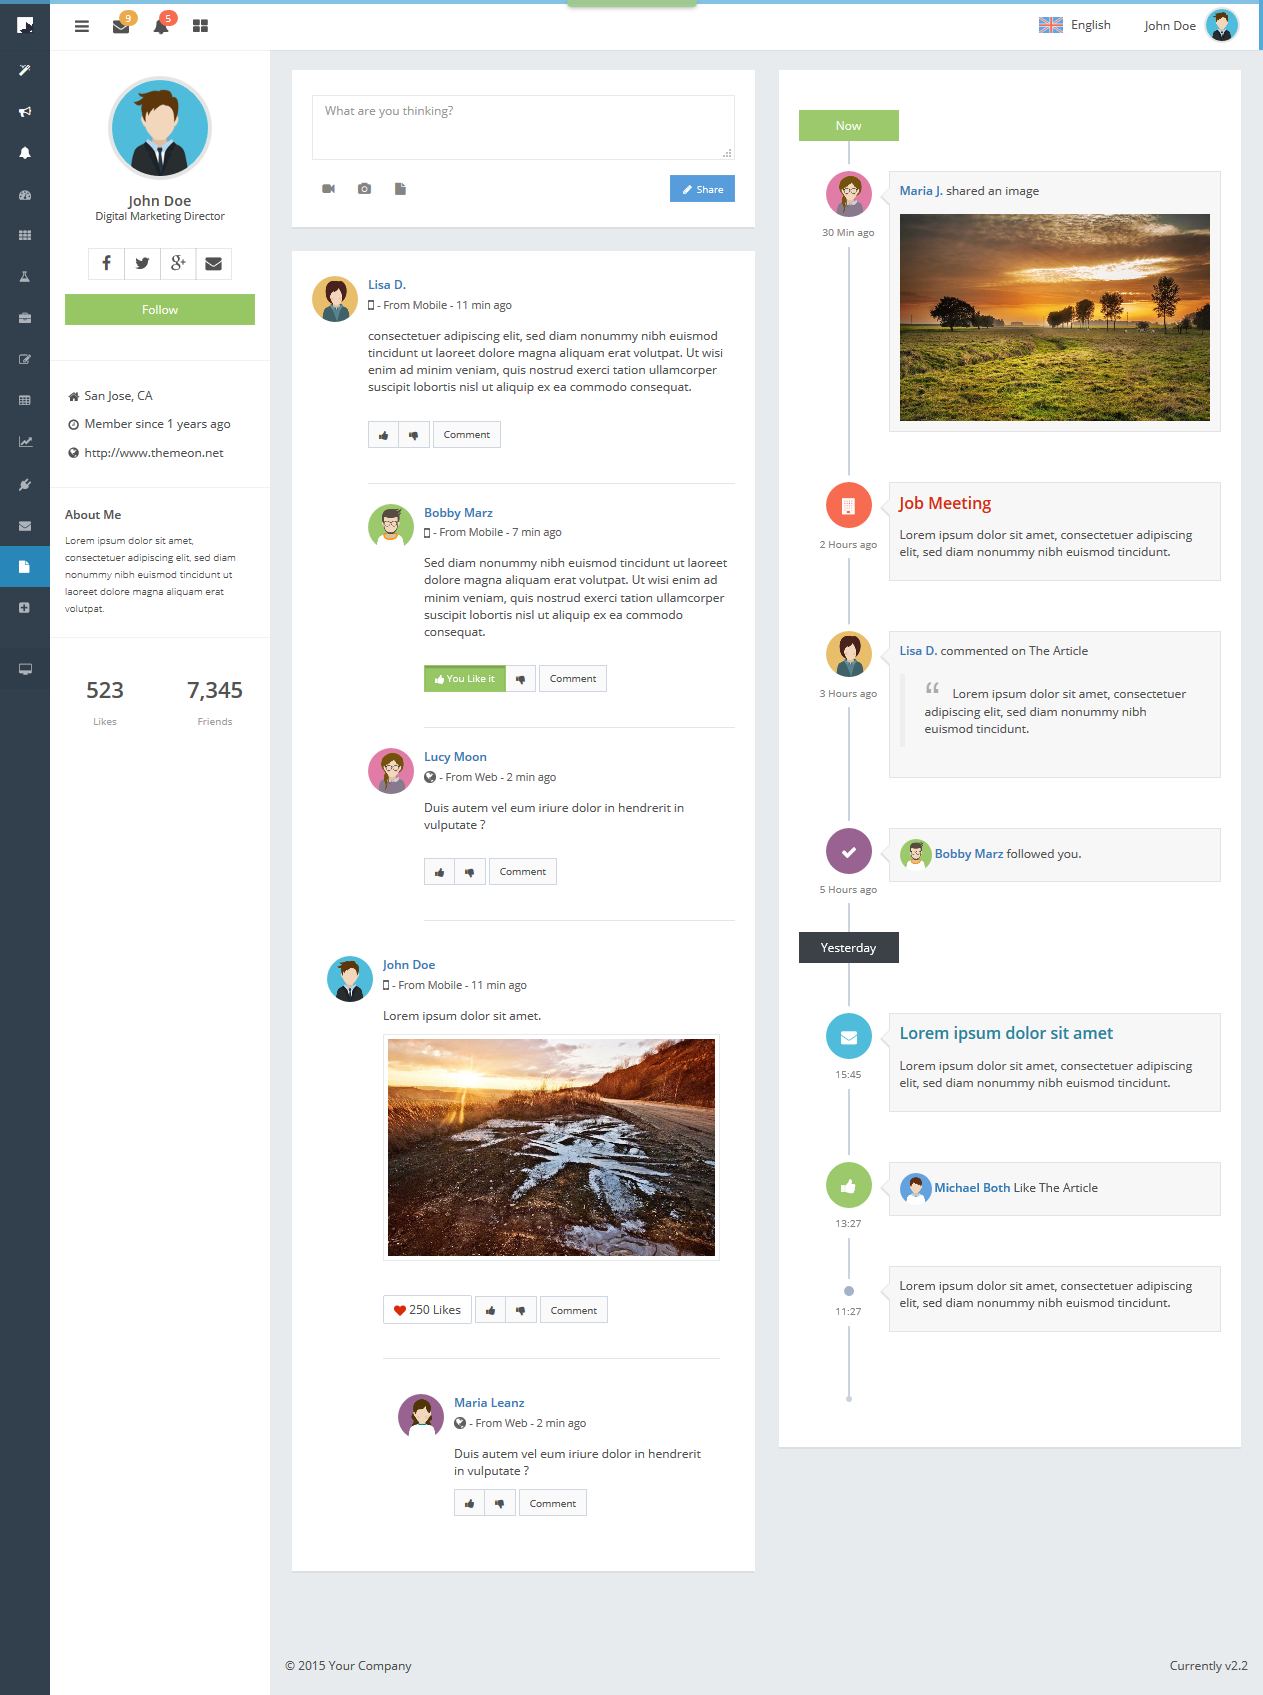 9
5
English
John Doe
John Doe
Digital Marketing Director
Follow
San Jose, CA
Member since 1 years ago
http://www.themeon.net
About Me
Lorem ipsum dolor sit amet,
consectetuer adipiscing elit, sed diam
nonummy nibh euismod tincidunt ut
laoreet dolore magna aliquam erat
volutpat.
523
7,345
Likes
Friends
What are you thinking?
Share
Lisa D.
- From Mobile - 11 min ago
consectetuer adipiscing elit, sed diam nonummy nibh euismod
tincidunt ut laoreet dolore magna aliquam erat volutpat. Ut wisi
enim ad minim veniam, quis nostrud exerci tation ullamcorper
suscipit lobortis nisl ut aliquip ex ea commodo consequat.
Comment
Bobby Marz
- From Mobile - 7 min ago
Sed diam nonummy nibh euismod tincidunt ut laoreet
dolore magna aliquam erat volutpat. Ut wisi enim ad
minim veniam, quis nostrud exerci tation ullamcorper
suscipit lobortis nisl ut aliquip ex ea commodo
consequat.
You Like it
Comment
Lucy Moon
- From Web - 2 min ago
Duis autem vel eum iriure dolor in hendrerit in
vulputate ?
Comment
John Doe
- From Mobile - 11 min ago
Lorem ipsum dolor sit amet.
250 Likes
Comment
Maria Leanz
- From Web - 2 min ago
Duis autem vel eum iriure dolor in hendrerit
in vulputate ?
Comment
Now
Maria J. shared an image
30 Min ago
Job Meeting
Lorem ipsum dolor sit amet, consectetuer adipiscing
elit, sed diam nonummy nibh euismod tincidunt.
2 Hours ago
Lisa D. commented on The Article
“ Lorem ipsum dolor sit amet, consectetuer
adipiscing elit, sed diam nonummy nibh
euismod tincidunt.
3 Hours ago
Bobby Marz followed you.
5 Hours ago
Yesterday
Lorem ipsum dolor sit amet
Lorem ipsum dolor sit amet, consectetuer adipiscing
elit, sed diam nonummy nibh euismod tincidunt.
15:45
Michael Both Like The Article
13:27
Lorem ipsum dolor sit amet, consectetuer adipiscing
elit, sed diam nonummy nibh euismod tincidunt.
11:27
© 2015 Your Company
Currently v2.2